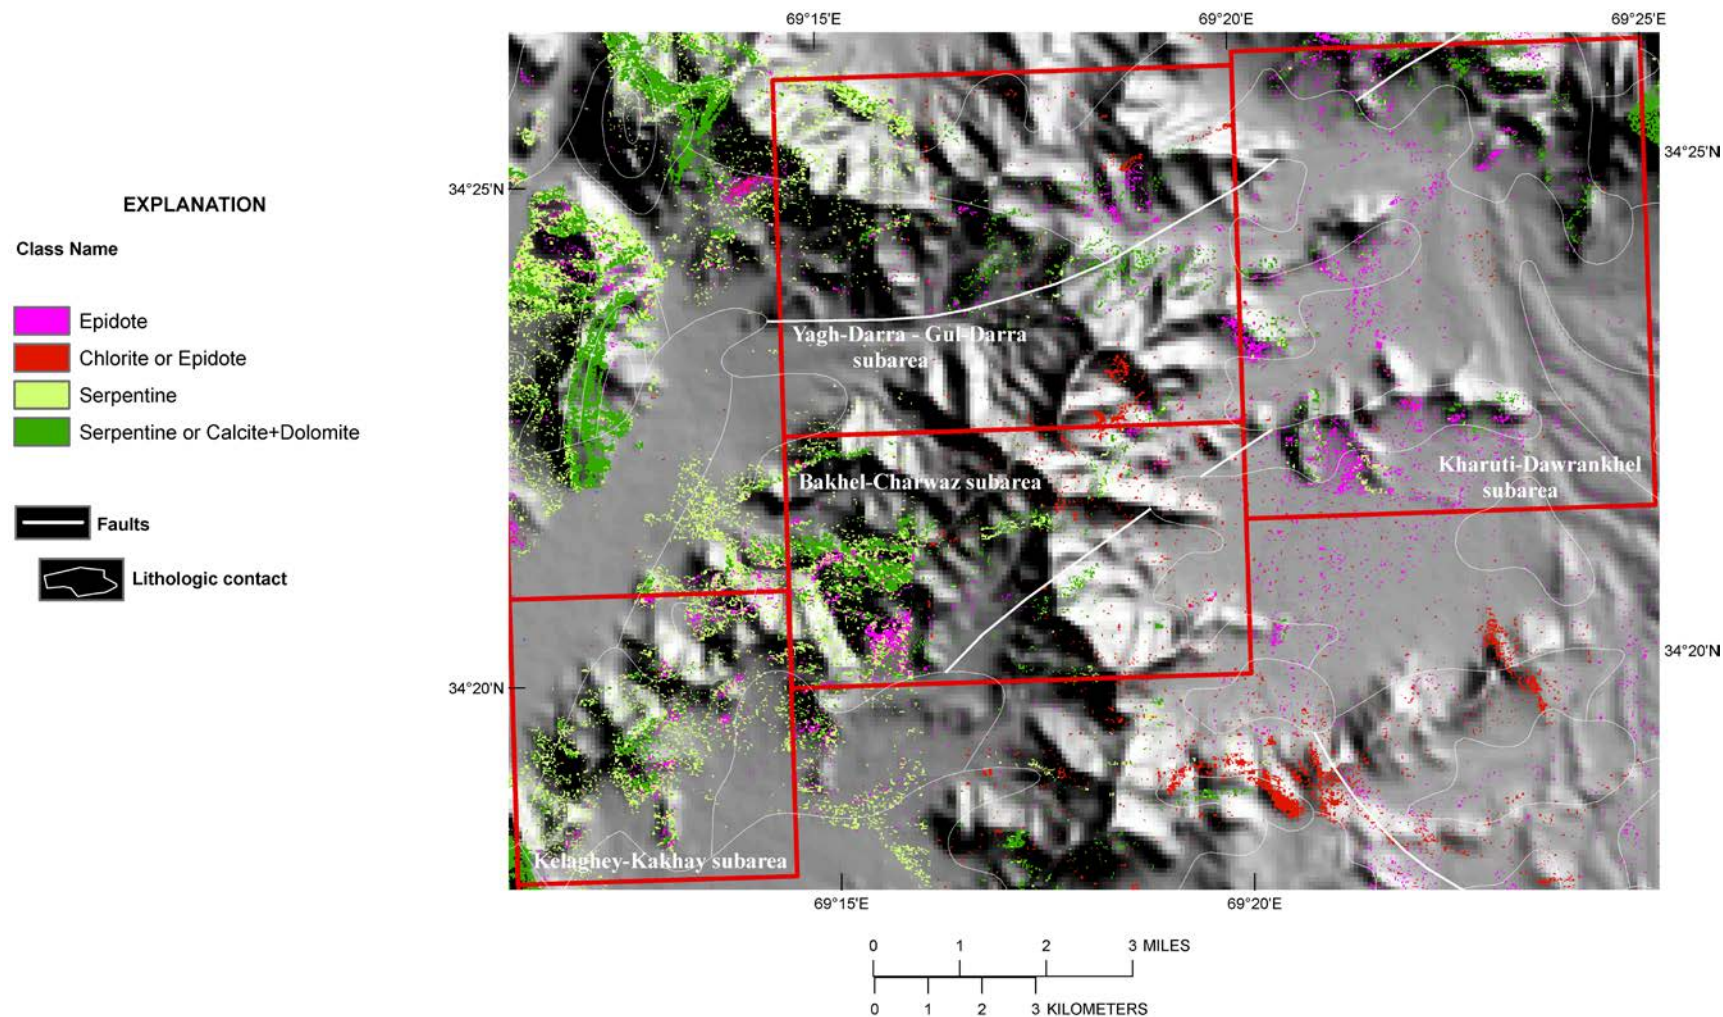 69°15'E
69°20'E
69°25'E
34°25'N
34°25'N
EXPLANATION
Class Name
Epidote
Chlorite or Epidote
Serpentine
Serpentine or Calcite+Dolomite
Faults
Lithologic contact
Yagh-Darra - Gul-Darra
subarea
Bakhel-Charwaz subarea
Kharuti-Dawrankhel
subarea
34°20'N
34°20'N
Kelaghey-Kakhay subarea
69°15'E
69°20'E
0 1 2 3 MILES
0 1 2 3 KILOMETERS